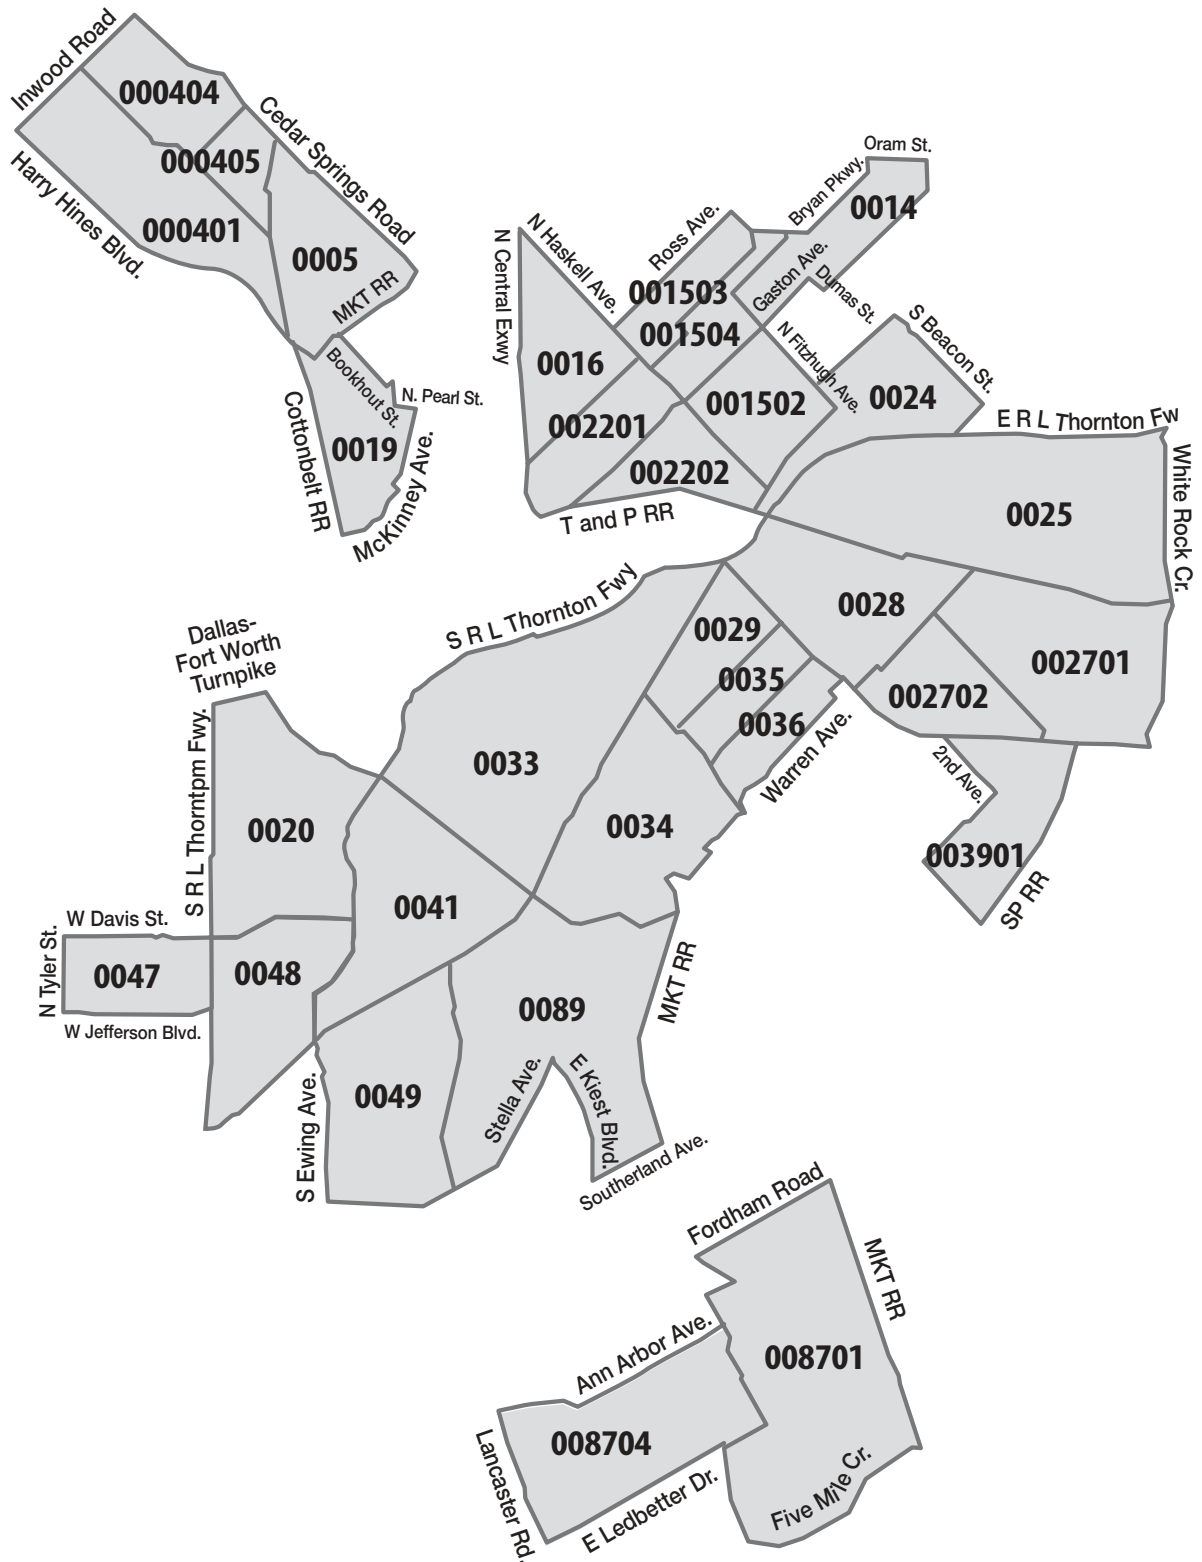 Inwood Road
000404
Cedar Springs Road
000405
Harry Hines Blvd.
000401
0005
MKT RR
Bookhout St.
N. Pearl St.
0019
Cottonbelt RR
McKinney Ave.
Oram St.
Bryan Pkwy.
0014
Ross Ave.
N Haskell Ave.
N Central Exwy
001503
Gaston Ave.
Dumas St.
001504
N Fitzhugh Ave.
S Beacon St.
0016
001502
0024
002201
002202
T and P RR
E R L Thornton Fw
0025
White Rock Cr.
S R L Thornton Fwy
0028
0029
0035
0036
002701
002702
Warren Ave.
2nd Ave.
003901
SP RR
Dallas-
Fort Worth
Turnpike
S R L Thorntpm Fwy.
0033
0020
0034
0041
W Davis St.
N Tyler St.
0047
0048
W Jefferson Blvd.
0089
MKT RR
0049
S Ewing Ave.
Stella Ave.
E Kiest Blvd.
Southerland Ave.
Fordham Road
MKT RR
008701
Ann Arbor Ave.
008704
Lancaster Rd.
E Ledbetter Dr.
Five Mile Cr.